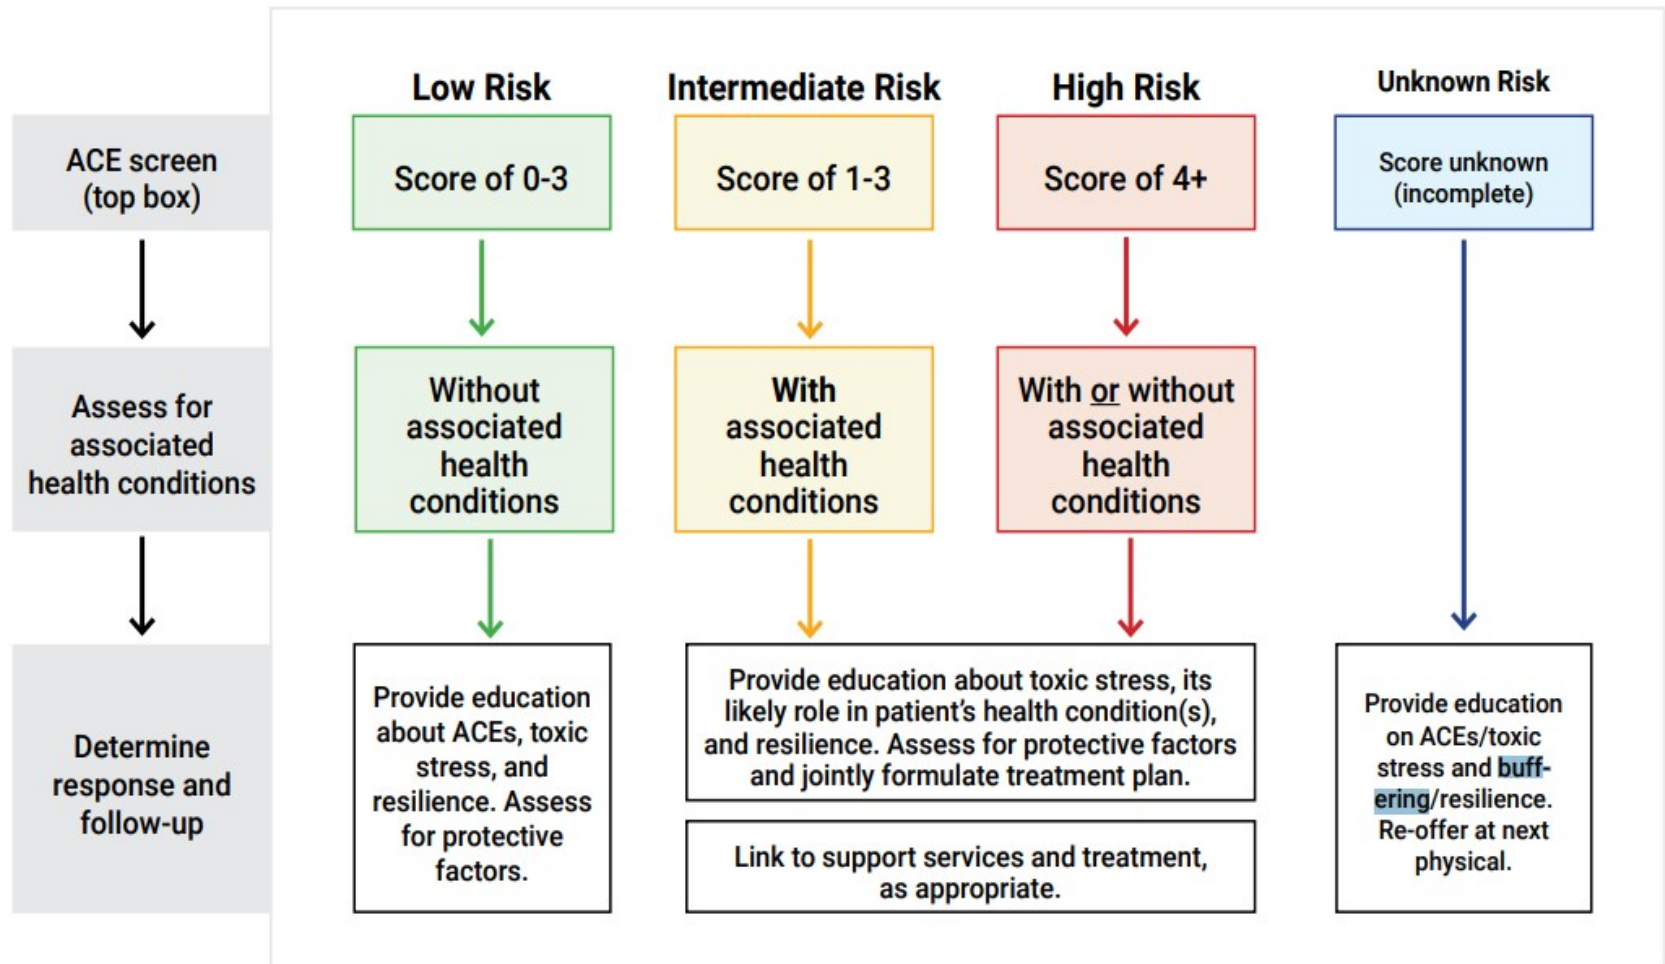 Low Risk
Intermediate Risk
High Risk
Unknown Risk
ACE screen
(top box)
Score of 0-3
Score of 1-3
Score of 4+
Score unknown
(incomplete)
Assess for
associated
health conditions
Without
associated
health
conditions
With
associated
health
conditions
With or without
associated
health
conditions
Determine
response and
follow-up
Provide education
about ACEs, toxic
stress, and
resilience. Assess
for protective
factors.
Provide education about toxic stress, its
likely role in patient’s health condition(s),
and resilience. Assess for protective factors
and jointly formulate treatment plan.
Link to support services and treatment,
as appropriate.
Provide education
on ACEs/toxic
stress and buff-
ering/resilience.
Re-offer at next
physical.